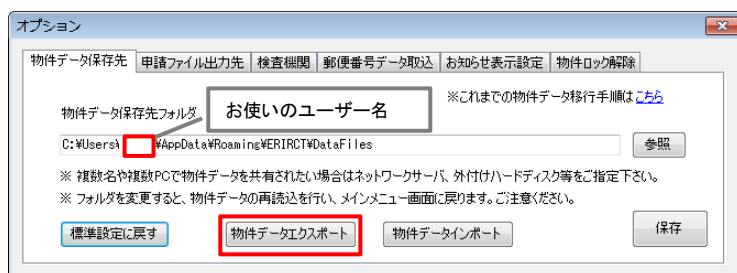 オプション
物件データ保存先 申請ファイル出力先 検査機関 郵便番号データ取込 お知らせ表示設定 物件ロック解除
※これまでの物件データ移行手順は こちら
物件データ保存先フォルダ
お使いのユーザー名
C:¥Users¥ ¥AppData¥Roaming¥ERIRCT¥DataFiles 参照
※ 複数名や複数PCで物件データを共有されたい場合はネットワークサーバ、外付けハードディスク等をご指定下さい。
※ フォルダを変更すると、物件データの再読込を行い、メインメニュー画面に戻ります。ご注意ください。
標準設定に戻す 物件データエクスポート 物件データインポート 保存